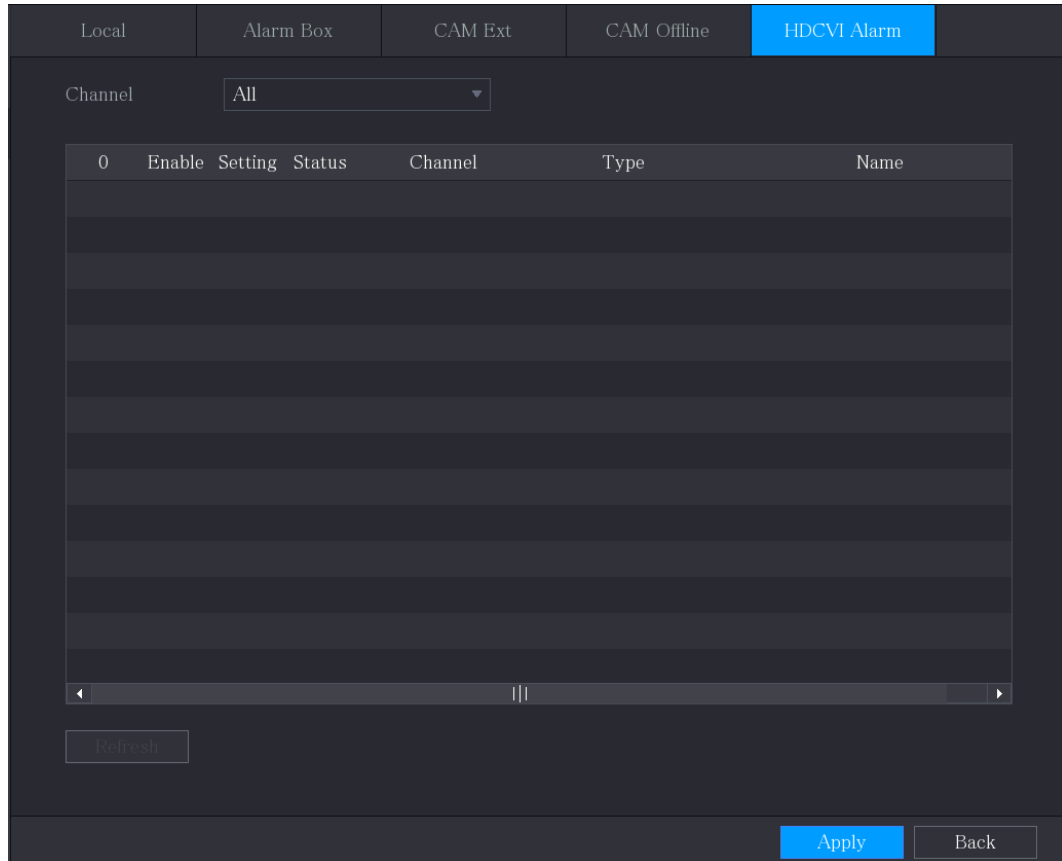 Local Alarm Box CAM Ext CAM Offline HDCVI Alarm
Channel All
0 Enable Setting Status Channel Type Name
Refresh
Apply Back